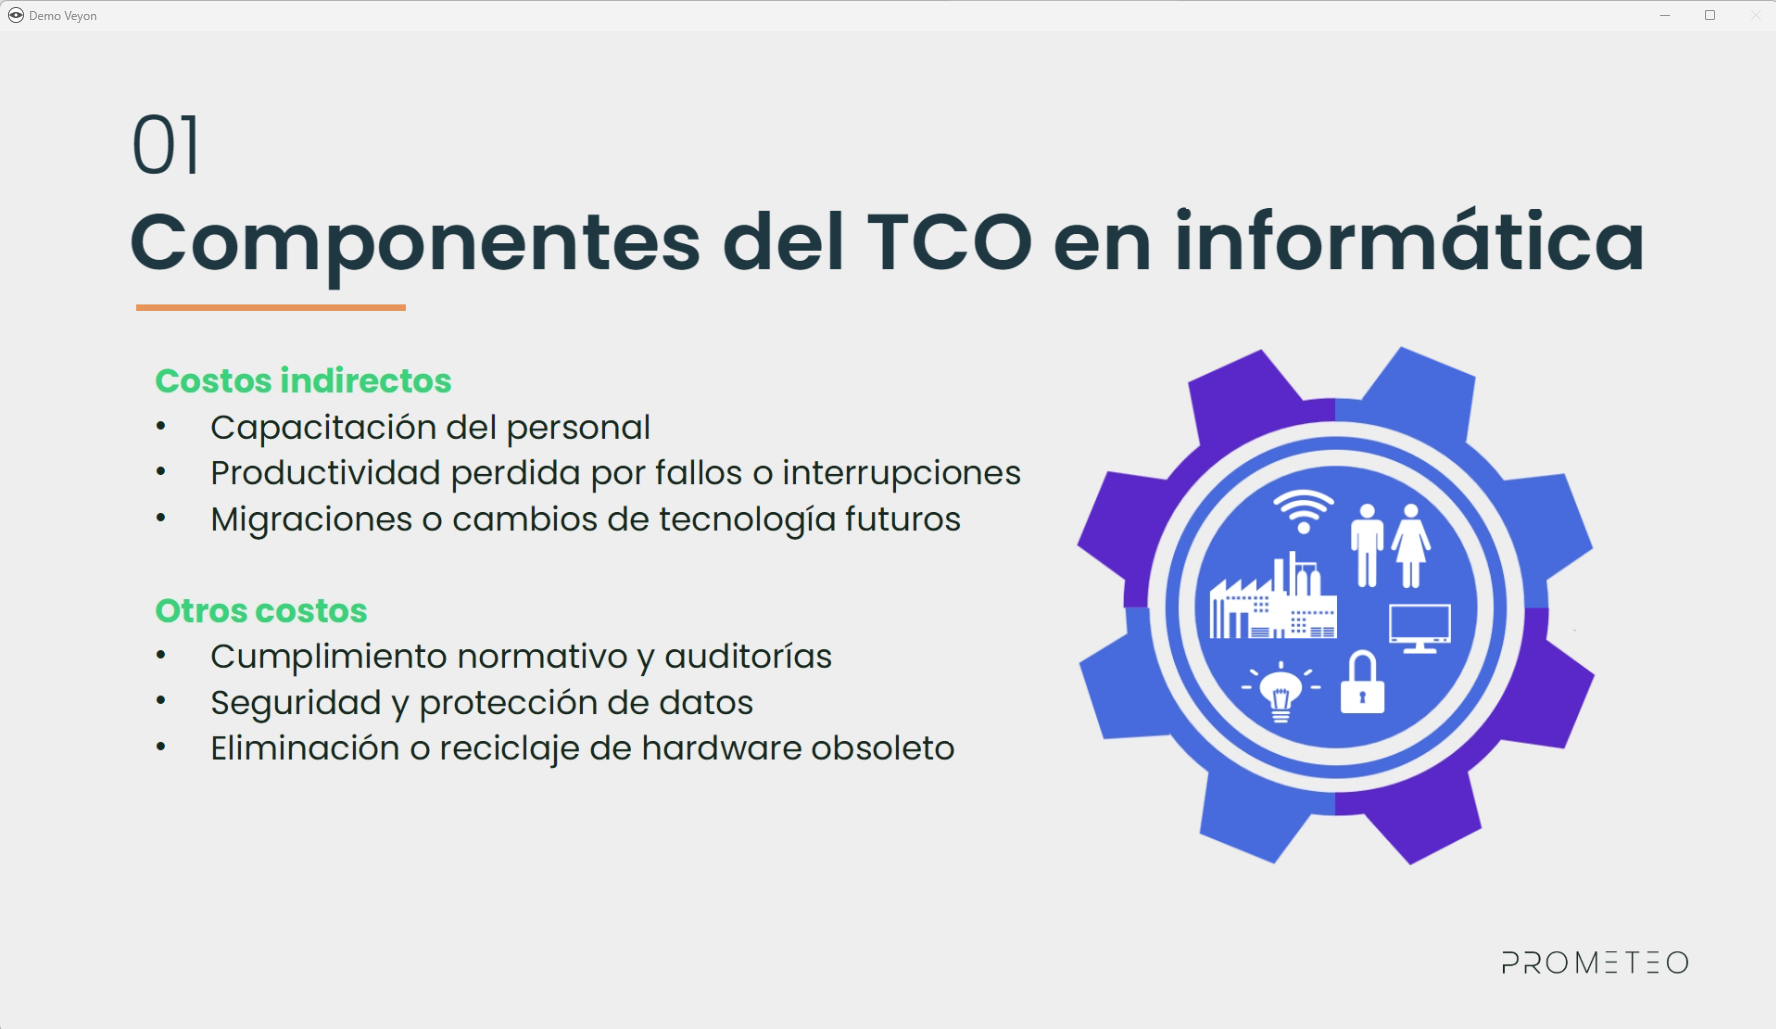 Demo Veyon
01
Componentes del TCO en informática
Costos indirectos
• Capacitación del personal
• Productividad perdida por fallos o interrupciones
• Migraciones o cambios de tecnología futuros
Otros costos
• Cumplimiento normativo y auditorías
• Seguridad y protección de datos
• Eliminación o reciclaje de hardware obsoleto
PROMETEO